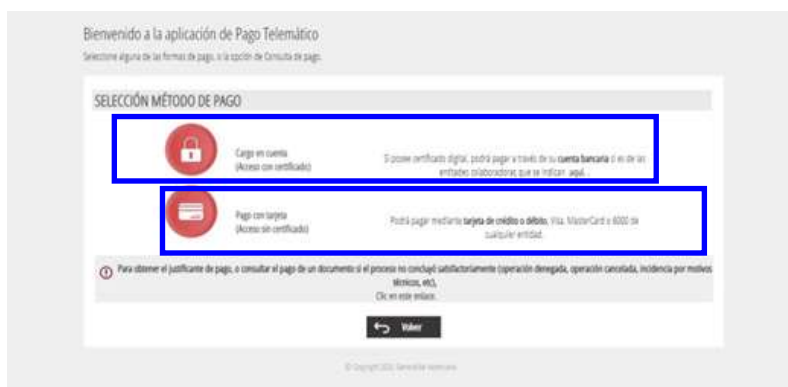 Bienvenido a la aplicación de Pago Telemático
Seleccione alguna de las formas de pago, o la opción de Consulta de pago.
SELECCIÓN MÉTODO DE PAGO
Cargo en cuenta
(Acceso con certificado)
Si posee certificado digital, podrá pagar a través de su cuenta bancaria si es de las
entidades colaboradoras que se indican aquí.
Pago con tarjeta
(Acceso sin certificado)
Podrá pagar mediante tarjeta de crédito o débito, Visa, MasterCard o 6000 de
cualquier entidad.
Para obtener el justificante de pago, o consultar el pago de un documento si el proceso no concluyó satisfactoriamente (operación denegada, operación cancelada, incidencia por motivos
técnicos, etc),
Clic en este enlace.
Volver
© Copyright Generalitat Valenciana